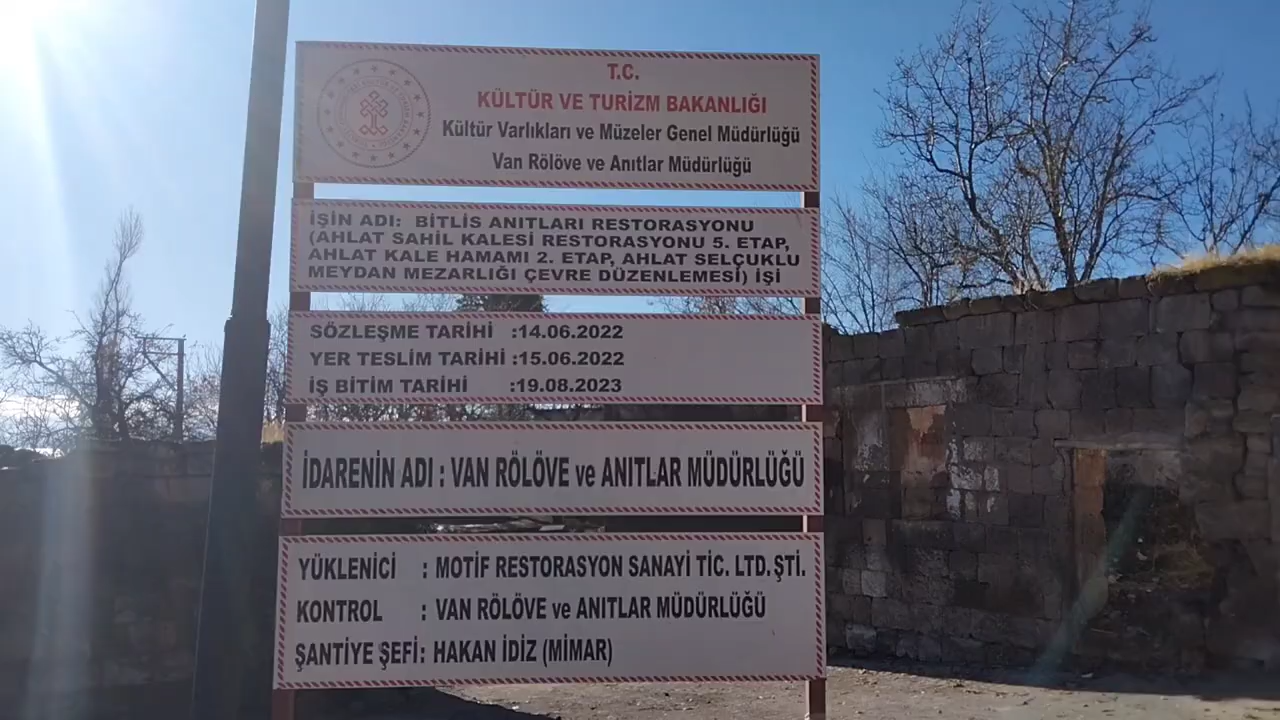 T.C.
KÜLTÜR VE TURİZM BAKANLIĞI
Kültür Varlıkları ve Müzeler Genel Müdürlüğü
Van Rölöve ve Anıtlar Müdürlüğü
İŞİN ADI: BİTLİS ANITLARI RESTORASYONU
(AHLAT SAHİL KALESİ RESTORASYONU 5. ETAP,
AHLAT KALE HAMAMI 2. ETAP, AHLAT SELÇUKLU
MEYDAN MEZARLIĞI ÇEVRE DÜZENLEMESİ) İŞİ
SÖZLEŞME TARİHİ :14.06.2022
YER TESLİM TARİHİ :15.06.2022
İŞ BİTİM TARİHİ :19.08.2023
İDARENİN ADI : VAN RÖLÖVE ve ANITLAR MÜDÜRLÜĞÜ
YÜKLENİCİ : MOTİF RESTORASYON SANAYİ TİC. LTD. ŞTİ.
KONTROL : VAN RÖLÖVE ve ANITLAR MÜDÜRLÜĞÜ
ŞANTİYE ŞEFİ : HAKAN İDİZ (MİMAR)